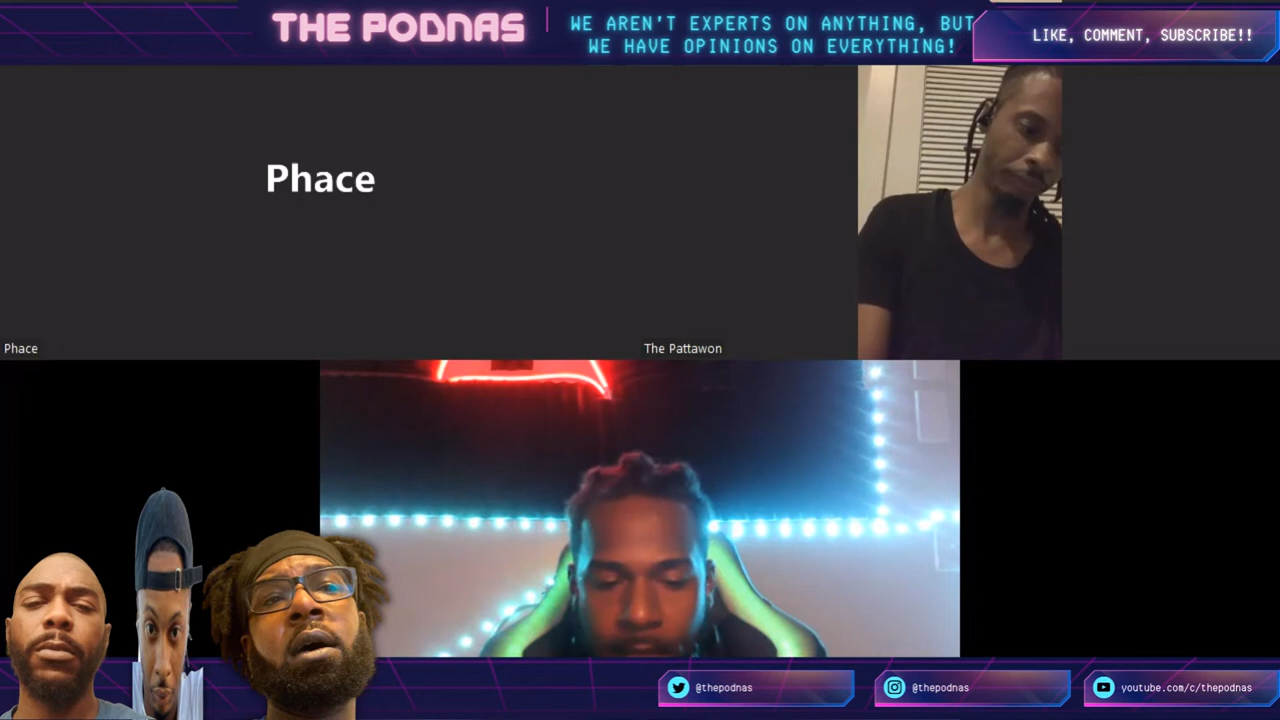 THE PODNAS
WE AREN'T EXPERTS ON ANYTHING, BUT
WE HAVE OPINIONS ON EVERYTHING!
LIKE, COMMENT, SUBSCRIBE!!
Phace
Phace
The Pattawon
@thepodnas
@thepodnas
youtube.com/c/thepodnas